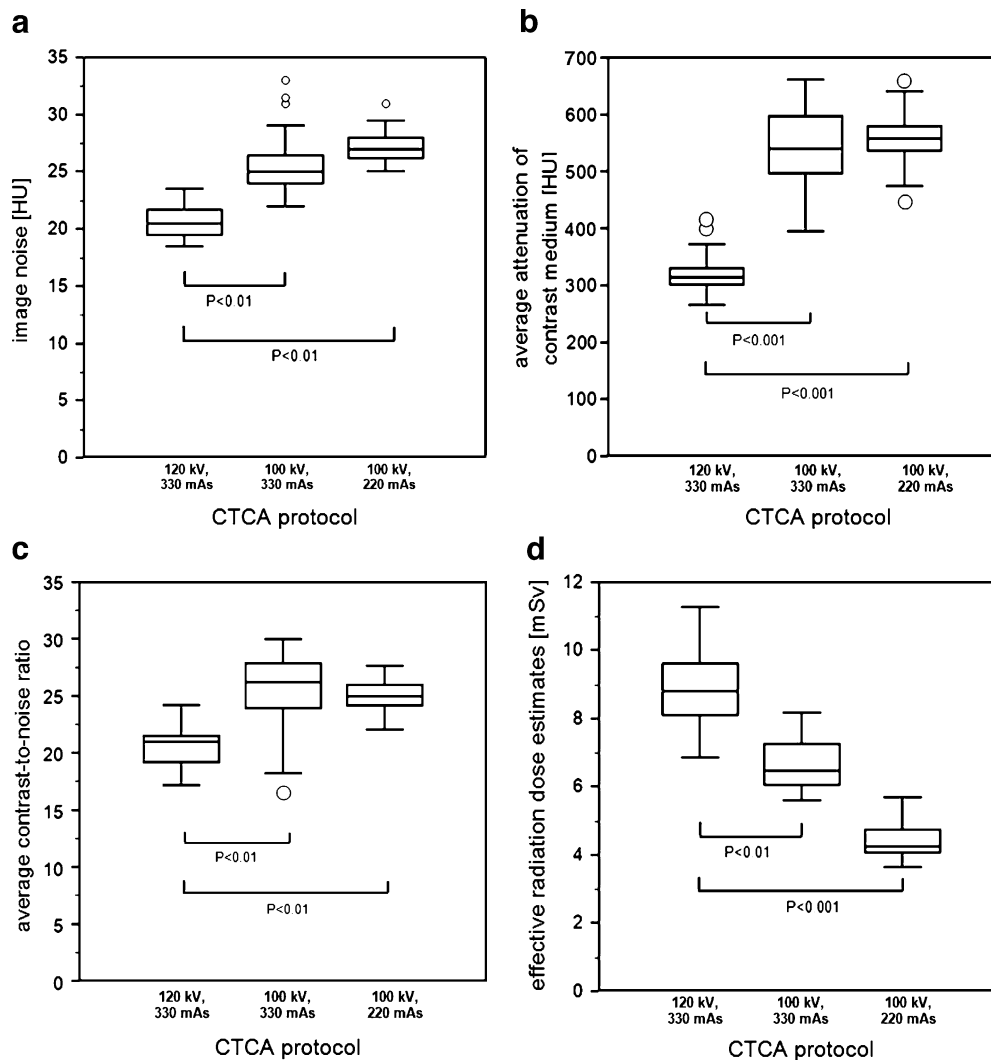 a
35
30
25
20
15
10
5
0
image noise [HU]
P<0.01
P<0.01
120 kV,
330 mAs
100 kV,
330 mAs
100 kV,
220 mAs
CTCA protocol
b
700
600
500
400
300
200
100
0
average attenuation of
contrast medium [HU]
P<0.001
P<0.001
120 kV,
330 mAs
100 kV,
330 mAs
100 kV,
220 mAs
CTCA protocol
c
35
30
25
20
15
10
5
0
average contrast-to-noise ratio
P<0.01
P<0.01
120 kV,
330 mAs
100 kV,
330 mAs
100 kV,
220 mAs
CTCA protocol
d
12
10
8
6
4
2
0
effective radiation dose estimates [mSv]
P<0 01
P<0 001
120 kV,
330 mAs
100 kV,
330 mAs
100 kV,
220 mAs
CTCA protocol